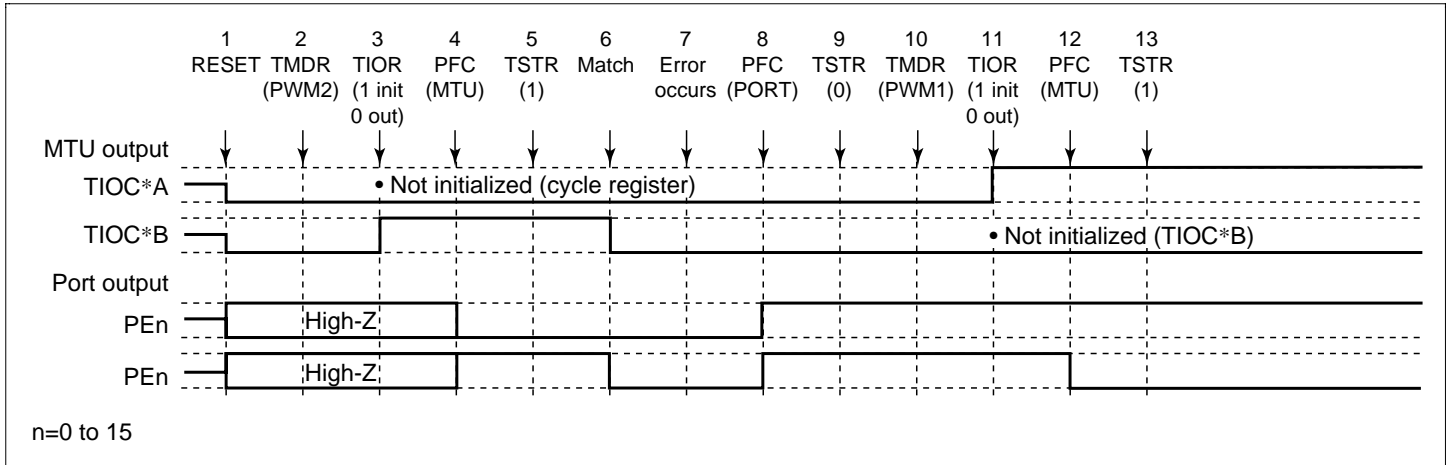 1 2 3 4 5 6 7 8 9 10 11 12 13
RESET TMDR TIOR PFC TSTR Match Error PFC TSTR TMDR TIOR PFC TSTR
(PWM2) (1 init (MTU) (1) occurs (PORT) (0) (PWM1) (1 init (MTU) (1)
0 out) 0 out)
MTU output
TIOC*A • Not initialized (cycle register)
TIOC*B • Not initialized (TIOC*B)
Port output
PEn High-Z
PEn High-Z
n=0 to 15